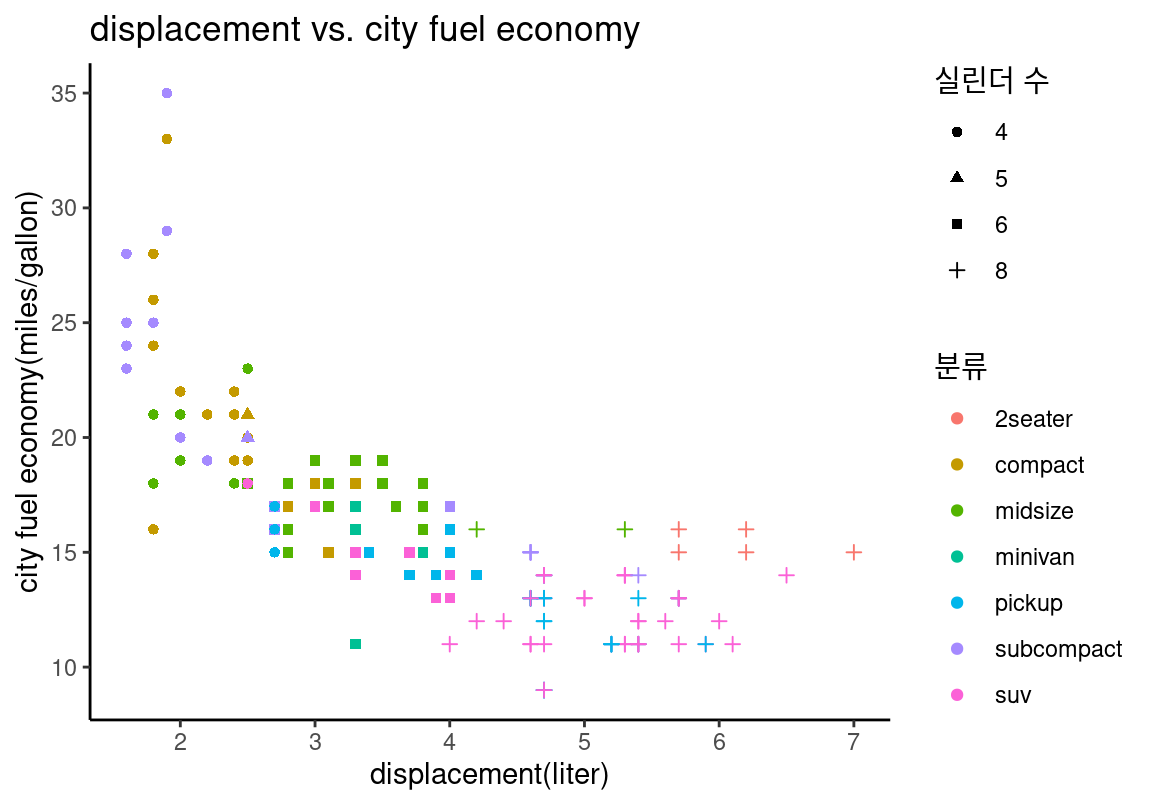 displacement vs. city fuel economy
city fuel economy(miles/gallon)
35
30
25
20
15
10
2
3
4
5
6
7
displacement(liter)
실린더 수
4
5
6
8
분류
2seater
compact
midsize
minivan
pickup
subcompact
suv